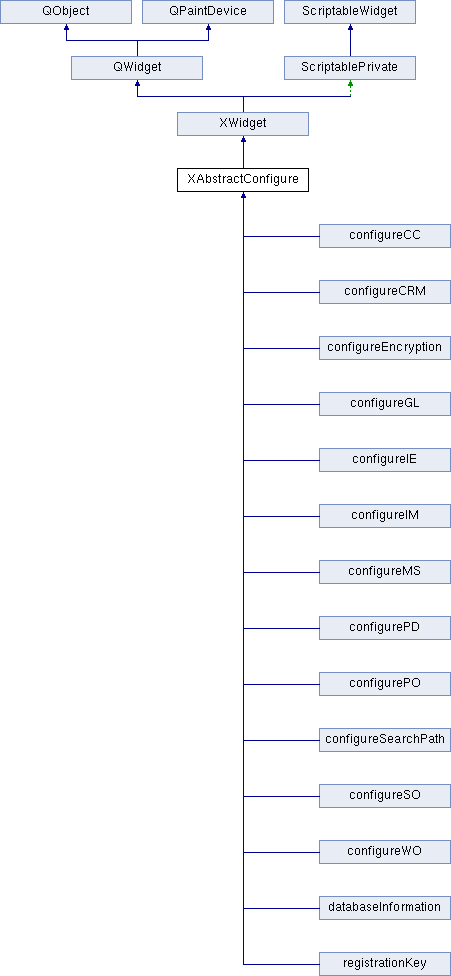 QObject QPaintDevice ScriptableWidget
QWidget ScriptablePrivate
XWidget
XAbstractConfigure
configureCC
configureCRM
configureEncryption
configureGL
configureIE
configureIM
configureMS
configurePD
configurePO
configureSearchPath
configureSO
configureWO
databaseInformation
registrationKey